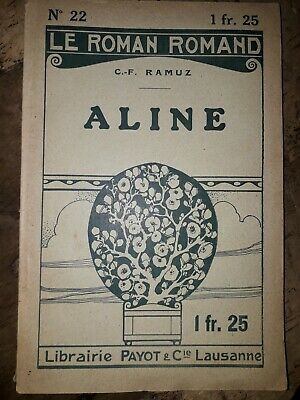 N° 22 1 fr. 25
LE ROMAN ROMAND
C.-F. RAMUZ
ALINE
1 fr. 25
Librairie PAYOT & Cie Lausanne